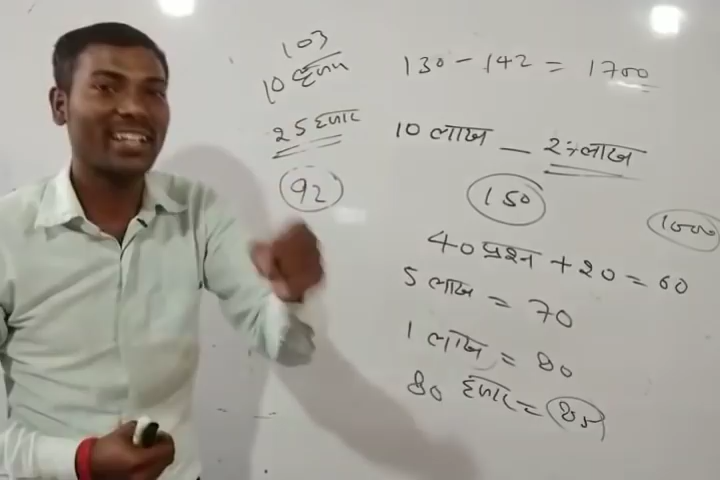 103
10 हजार
25 हजार
92
130 - 142 = 1700
10 लाख - 2 लाख
150
1000
40 प्रश्न + 20 = 60
5 लाख = 70
1 लाख = 80
80 हजार =